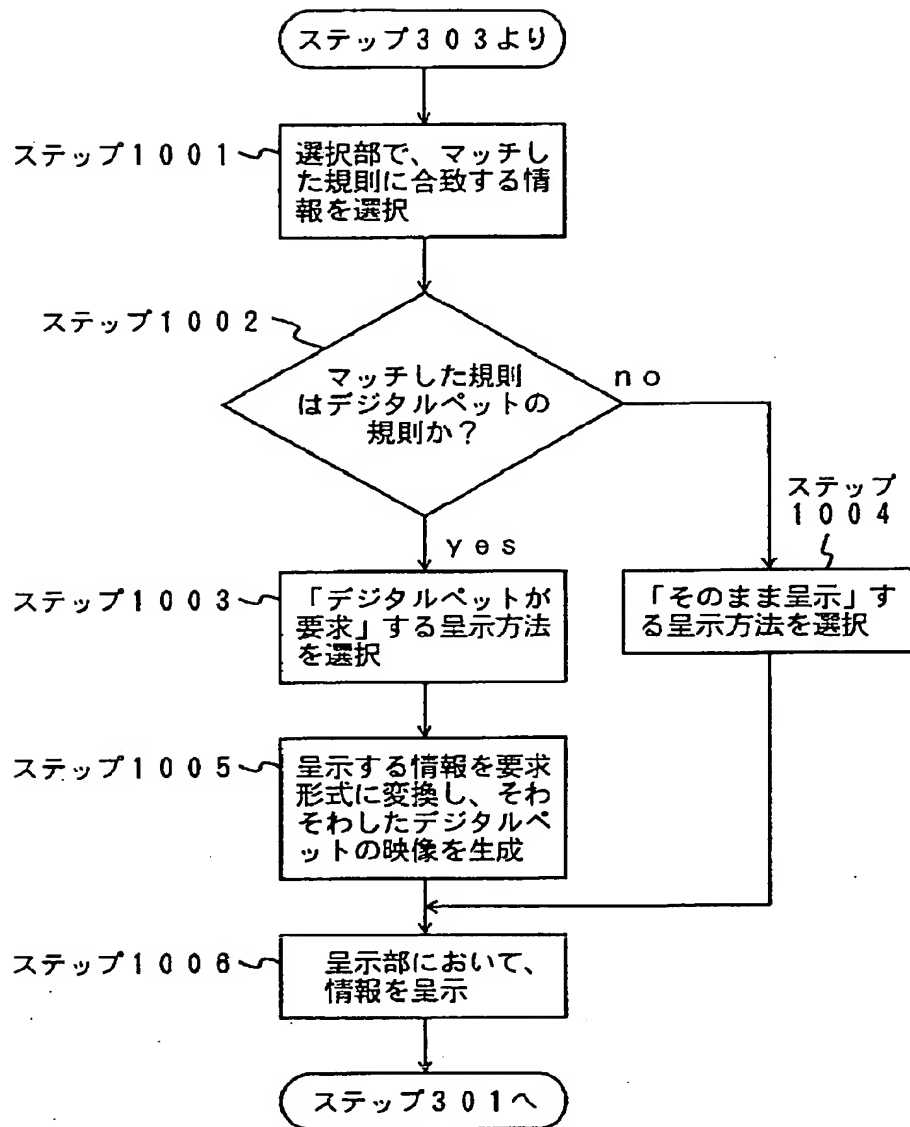 ステップ３０３より
ステップ１００１
選択部で、マッチし
た規則に合致する情
報を選択
ステップ１００２
マッチした規則
はデジタルペットの
規則か？
ｎｏ
ｙｅｓ
ステップ
１００４
ステップ１００３
「デジタルペットが
要求」する呈示方法
を選択
「そのまま呈示」す
る呈示方法を選択
ステップ１００５
呈示する情報を要求
形式に変換し、そわ
そわしたデジタルペ
ットの映像を生成
ステップ１００６
呈示部において、
情報を呈示
ステップ３０１へ